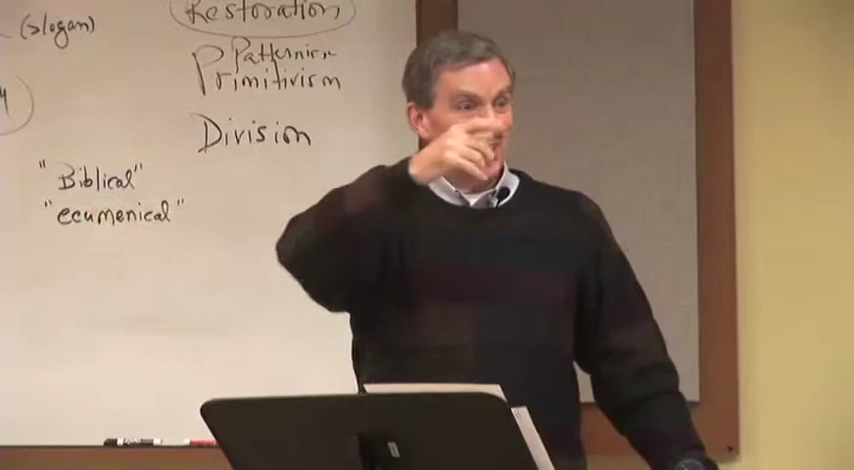 (slogan)
Restoration
Patternism
Primitivism
Division
"Biblical"
"ecumenical"